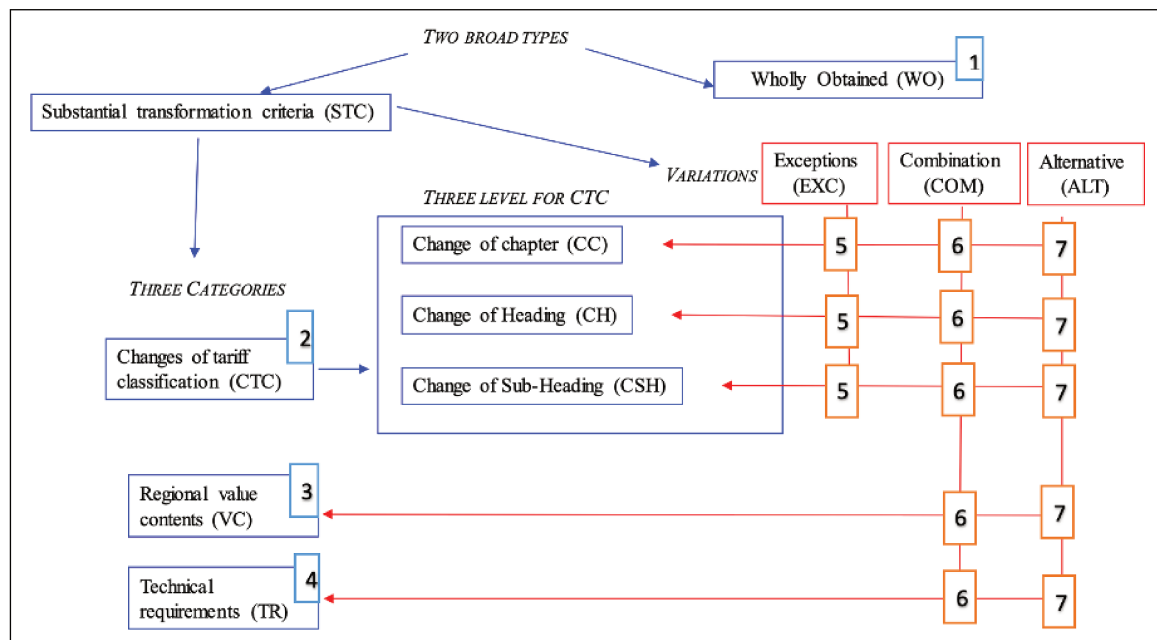 TWO BROAD TYPES
1
Wholly Obtained (WO)
Substantial transformation criteria (STC)
VARIATIONS
Exceptions
(EXC)
Combination
(COM)
Alternative
(ALT)
THREE LEVEL FOR CTC
Change of chapter (CC)
5
6
7
THREE CATEGORIES
Change of Heading (CH)
5
6
7
2
Changes of tariff
classification (CTC)
Change of Sub-Heading (CSH)
5
6
7
3
Regional value
contents (VC)
6
7
4
Technical
requirements (TR)
6
7